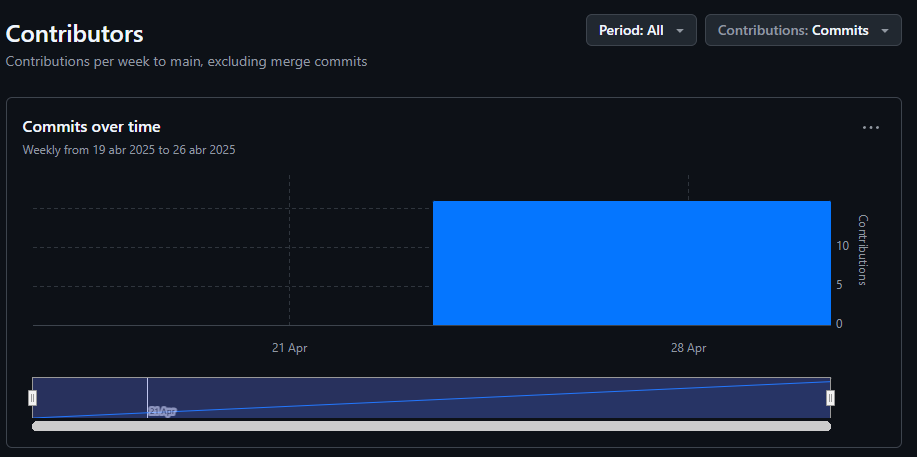 Contributors
Period: All
Contributions: Commits
Contributions per week to main, excluding merge commits
Commits over time
Weekly from 19 abr 2025 to 26 abr 2025
Contributions
10
5
0
21 Apr
28 Apr
21 Apr